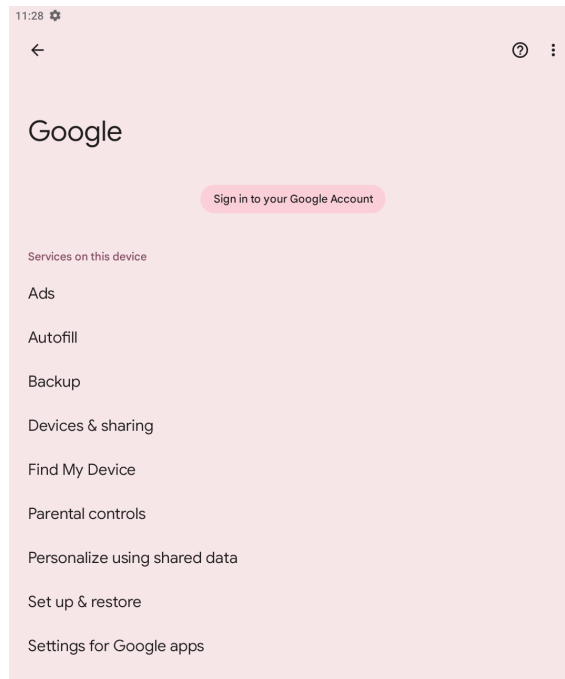 11:28
Google
Sign in to your Google Account
Services on this device
Ads
Autofill
Backup
Devices & sharing
Find My Device
Parental controls
Personalize using shared data
Set up & restore
Settings for Google apps